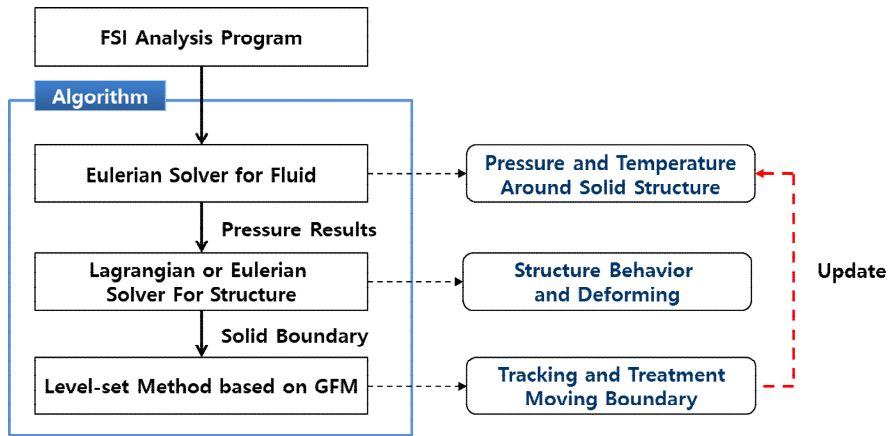 FSI Analysis Program
Algorithm
Eulerian Solver for Fluid
Pressure and Temperature
Around Solid Structure
Pressure Results
Lagrangian or Eulerian
Solver For Structure
Structure Behavior
and Deforming
Update
Solid Boundary
Level-set Method based on GFM
Tracking and Treatment
Moving Boundary